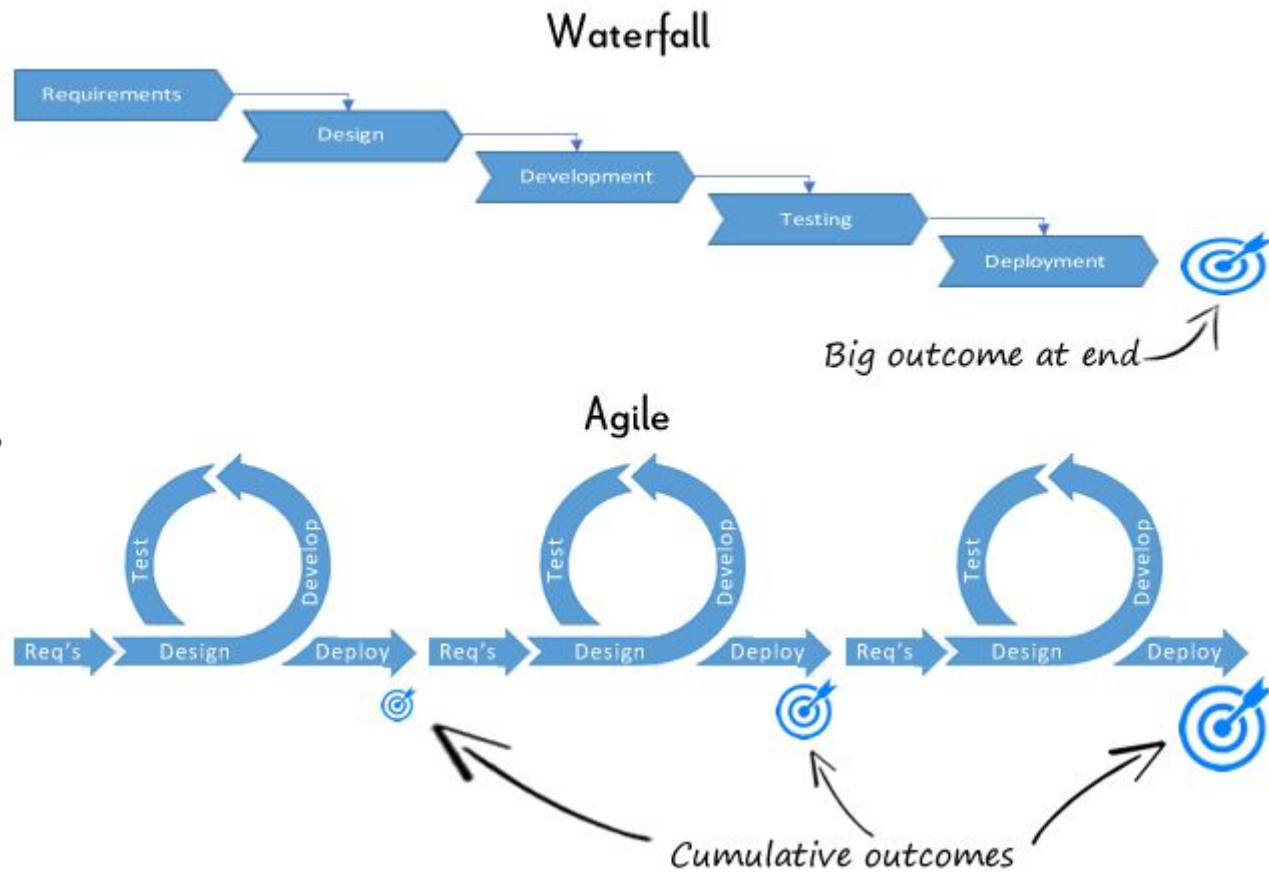 Waterfall
Requirements
Design
Development
Testing
Deployment
Big outcome at end
Agile
Test
Develop
Req's
Design
Deploy
Test
Develop
Req's
Design
Deploy
Test
Develop
Req's
Design
Deploy
Cumulative outcomes